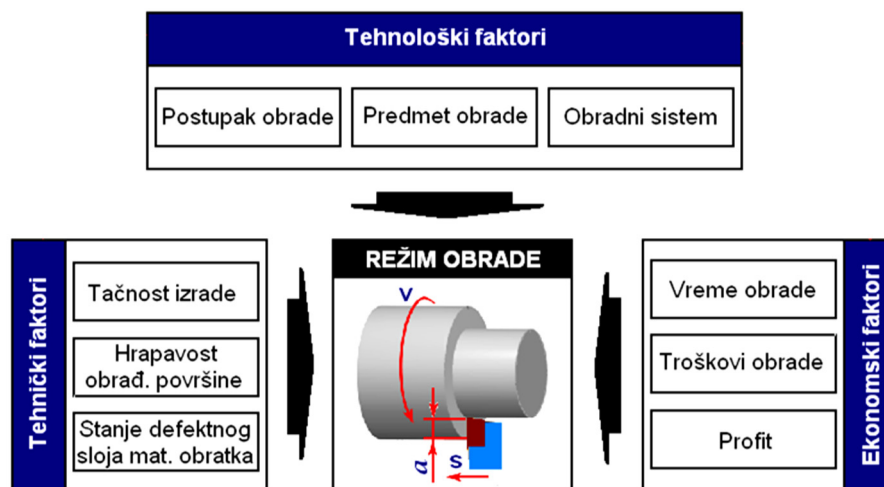 Tehnološki faktori
Postupak obrade
Predmet obrade
Obradni sistem
Tehnički faktori
Tačnost izrade
Hrapavost
obrađ. površine
Stanje defektnog
sloja mat. obratka
REŽIM OBRADE
V
a
S
Vreme obrade
Troškovi obrade
Profit
Ekonomski faktori